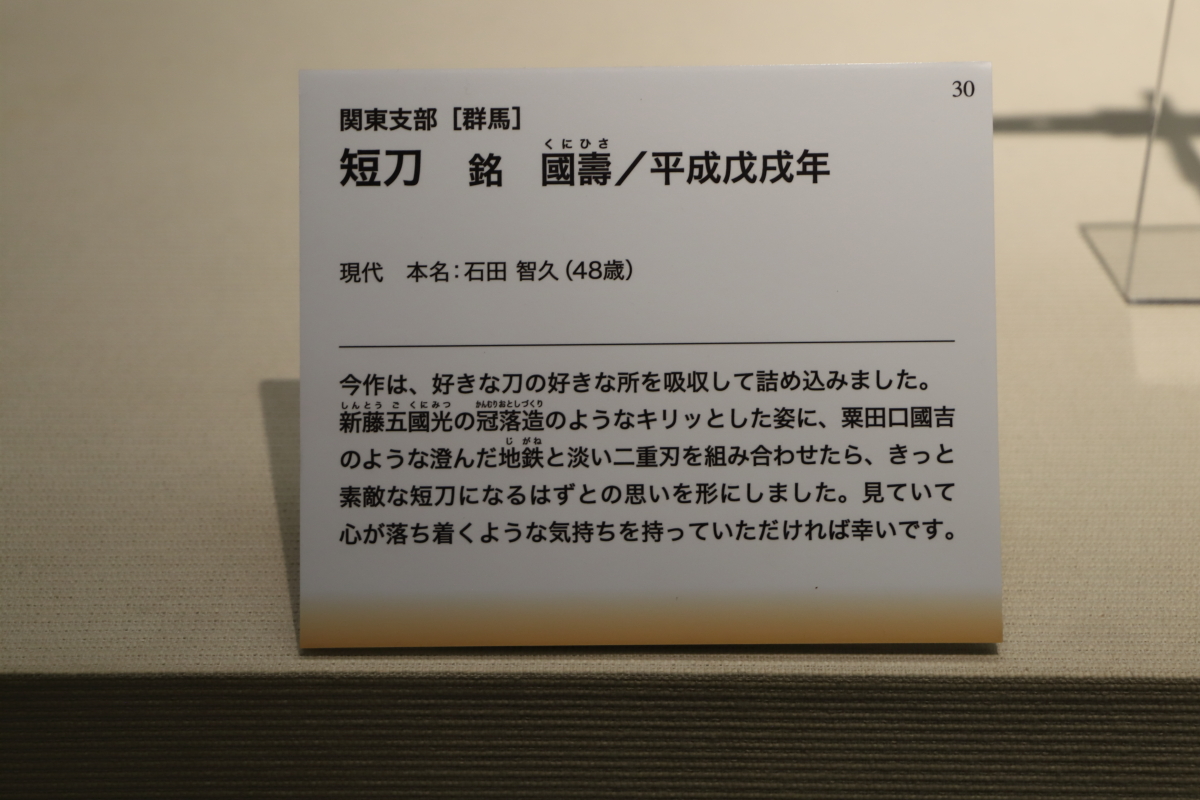 30
関東支部［群馬］
くにひさ
短刀　銘　國壽／平成戊戌年
現代　本名：石田 智久（48歳）
今作は、好きな刀の好きな所を吸収して詰め込みました。
しんとう ご くにみつ　かんむりおとしづくり
新藤五國光の冠落造のようなキリッとした姿に、粟田口國吉
じ がね
のような澄んだ地鉄と淡い二重刃を組み合わせたら、きっと
素敵な短刀になるはずとの思いを形にしました。見ていて
心が落ち着くような気持ちを持っていただければ幸いです。